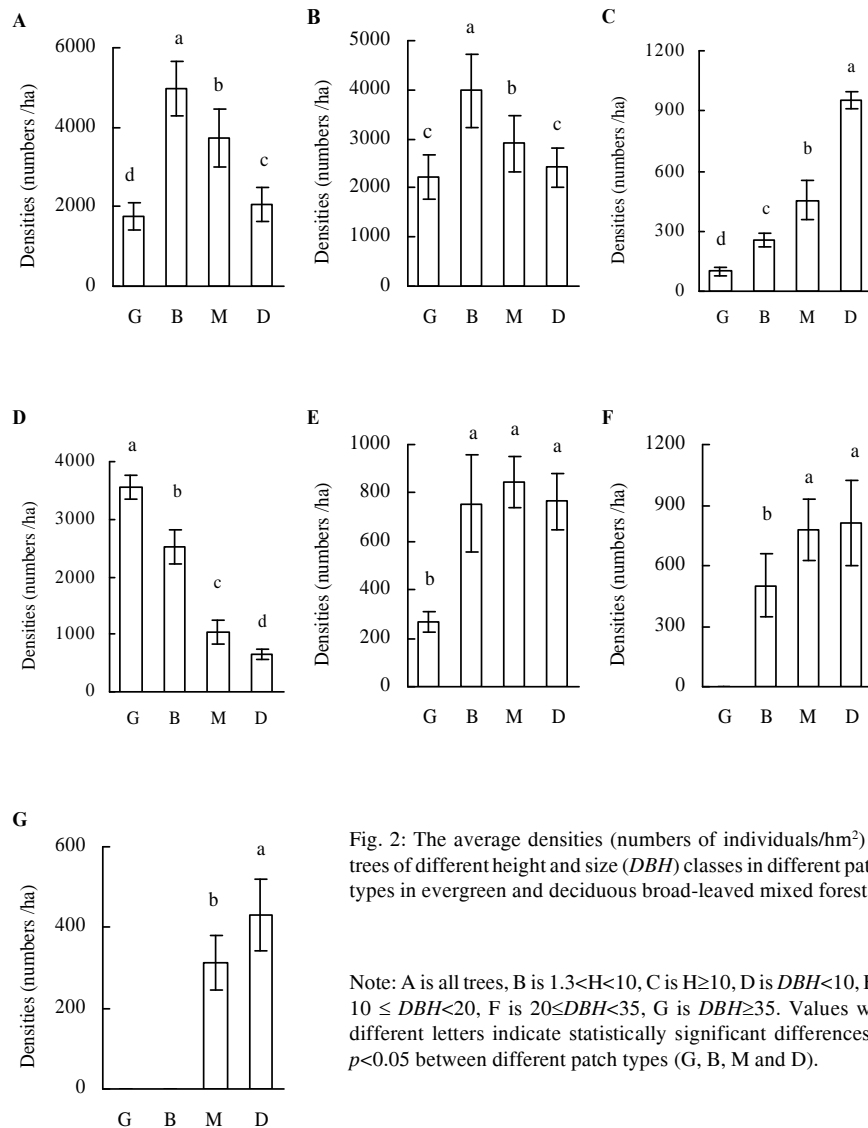 A
Densities (numbers /ha)
6000
4000
2000
0
d
a
b
c
G B M D
B
Densities (numbers /ha)
5000
4000
3000
2000
1000
0
c
a
b
c
G B M D
C
Densities (numbers /ha)
1200
900
600
300
0
d
c
b
a
G B M D
D
Densities (numbers /ha)
4000
3000
2000
1000
0
a
b
c
d
G B M D
E
Densities (numbers /ha)
1000
800
600
400
200
0
b
a
a
a
G B M D
F
Densities (numbers /ha)
1200
900
600
300
0
b
a
a
G B M D
G
Densities (numbers /ha)
600
400
200
0
b
a
G B M D
Fig. 2: The average densities (numbers of individuals/hm²)
trees of different height and size (DBH) classes in different
types in evergreen and deciduous broad-leaved mixed forest
Note: A is all trees, B is 1.3<H<10, C is H≥10, D is DBH<10,
10 ≤ DBH<20, F is 20≤DBH<35, G is DBH≥35. Values
different letters indicate statistically significant differences
p<0.05 between different patch types (G, B, M and D).